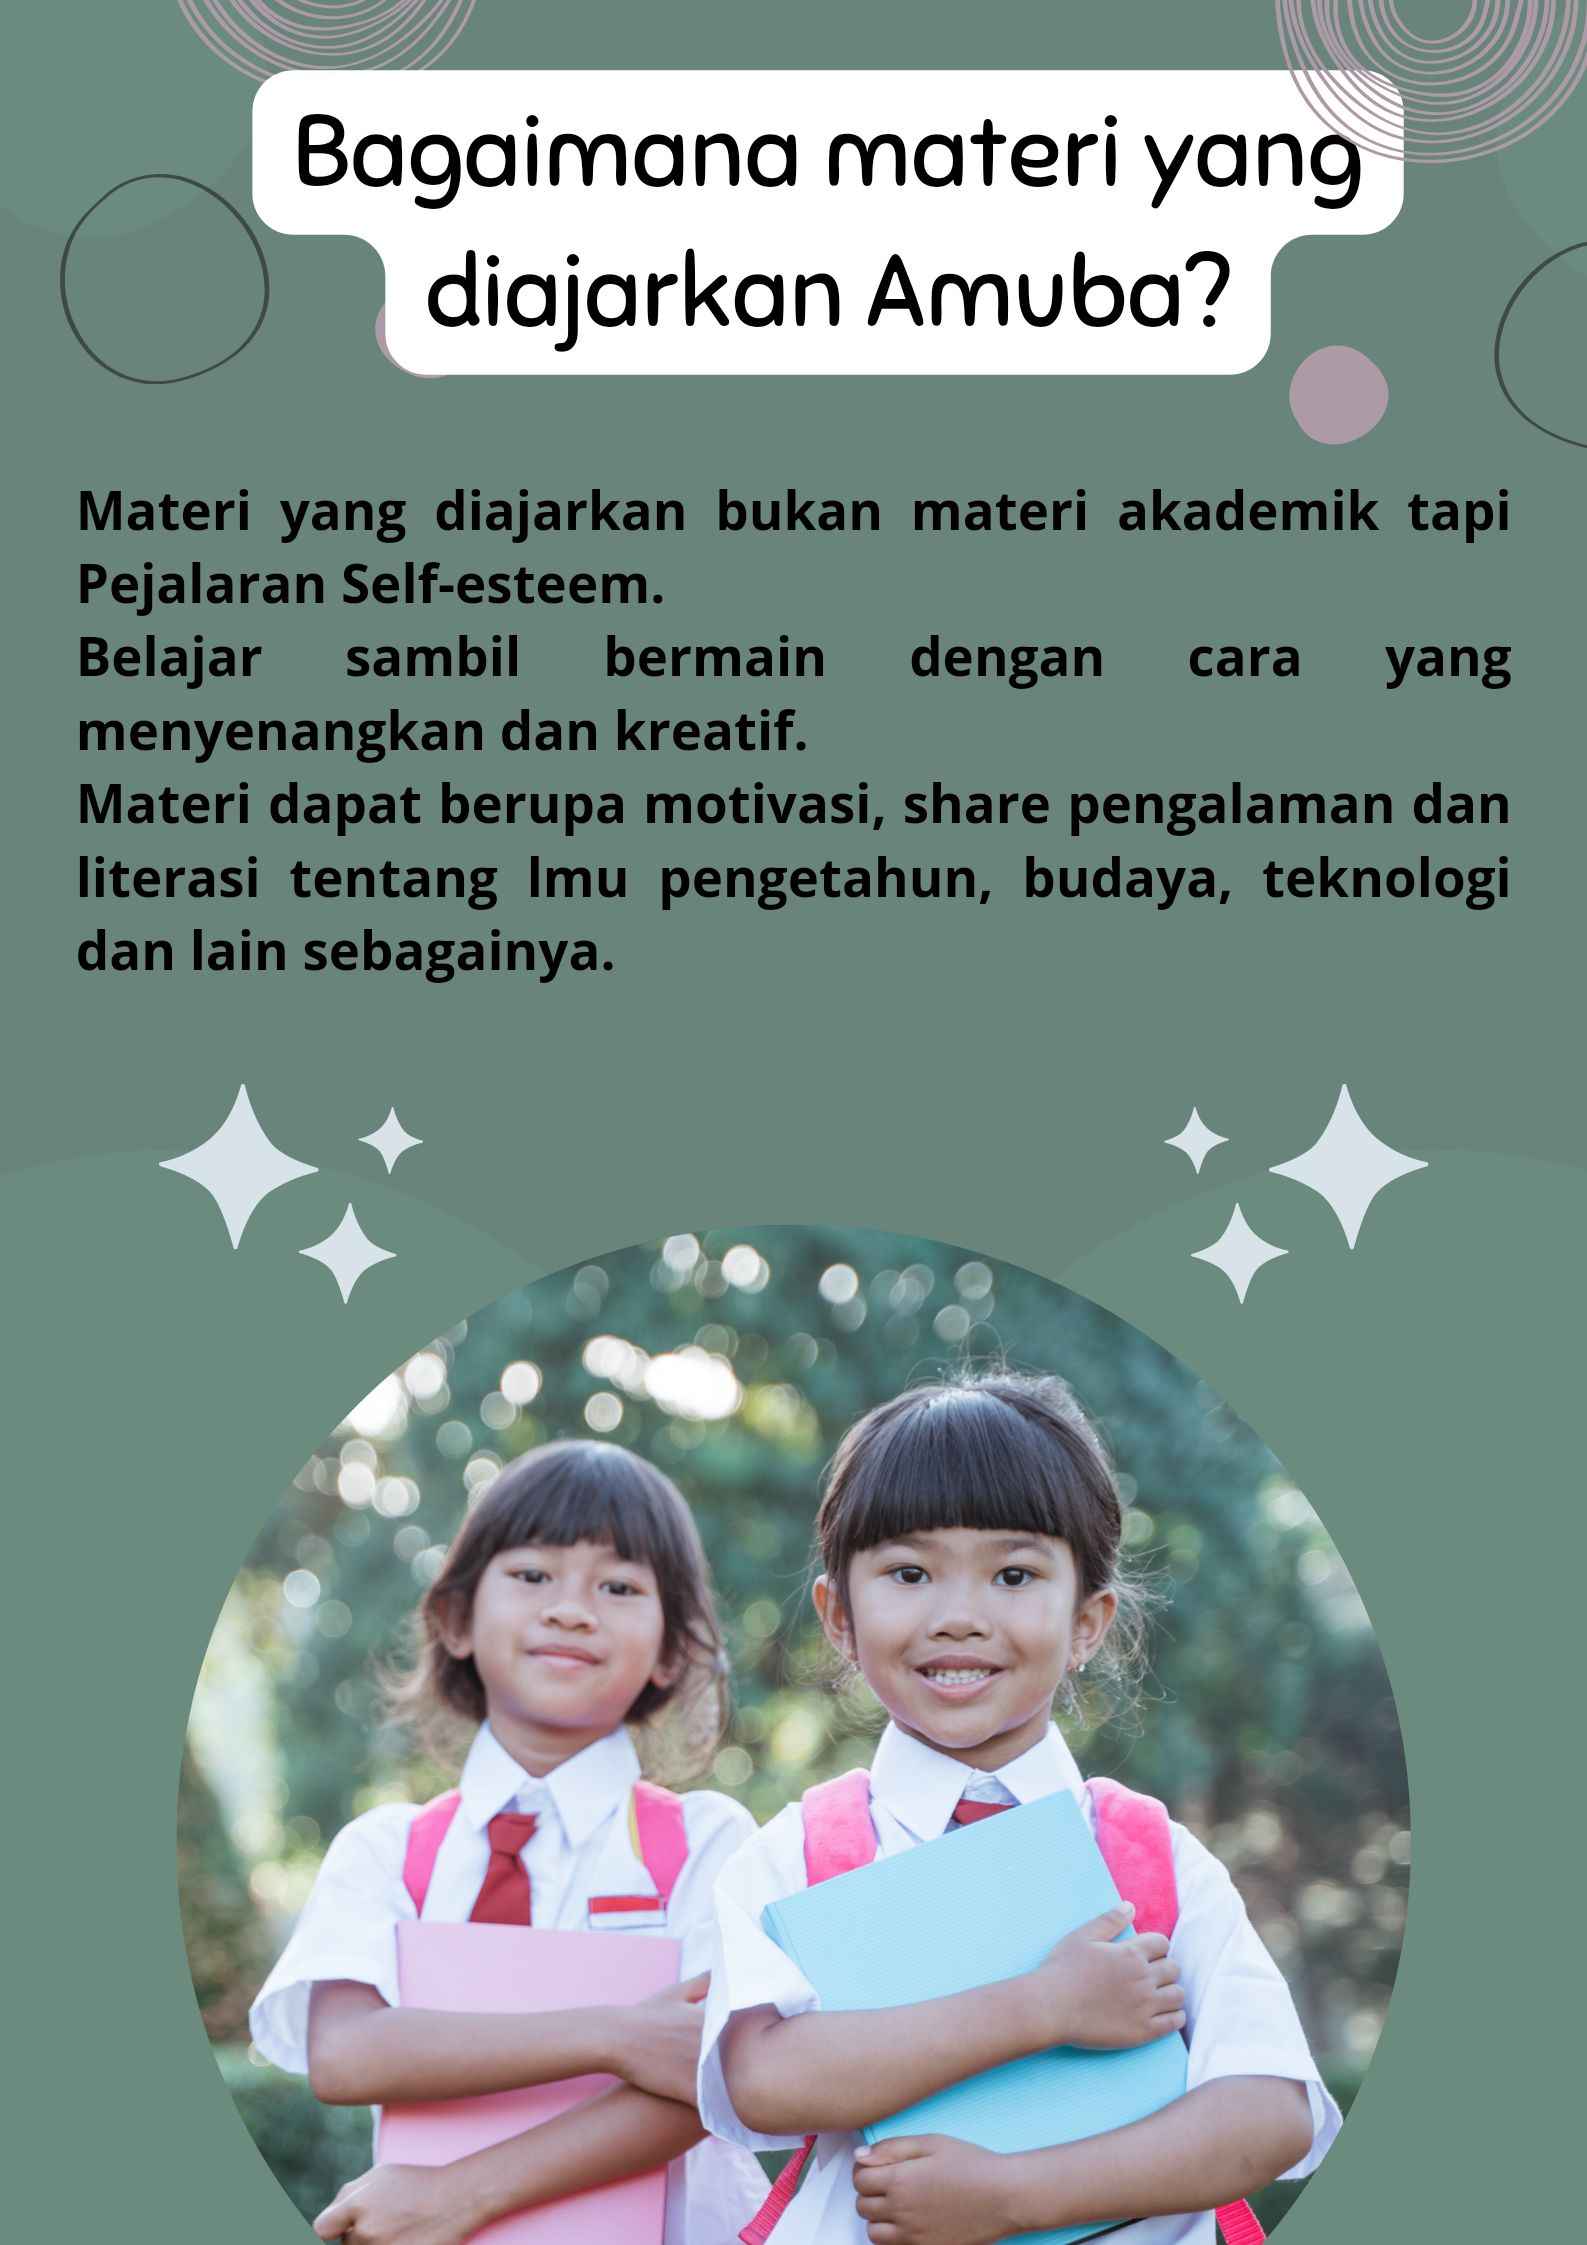 Bagaimana materi yang
diajarkan Amuba?
Materi yang diajarkan bukan materi akademik tapi
Pejalaran Self-esteem.
Belajar sambil bermain dengan cara yang
menyenangkan dan kreatif.
Materi dapat berupa motivasi, share pengalaman dan
literasi tentang lmu pengetahun, budaya, teknologi
dan lain sebagainya.